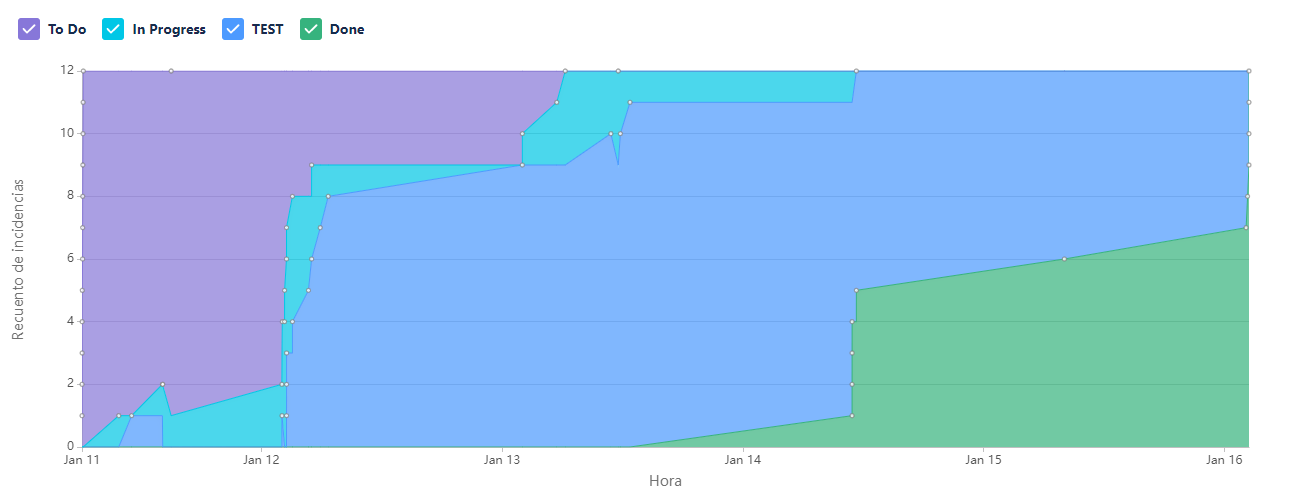 To Do In Progress TEST Done
12
10
8
6
4
2
0
Recuento de incidencias
Jan 11 Jan 12 Jan 13 Jan 14 Jan 15 Jan 16
Hora